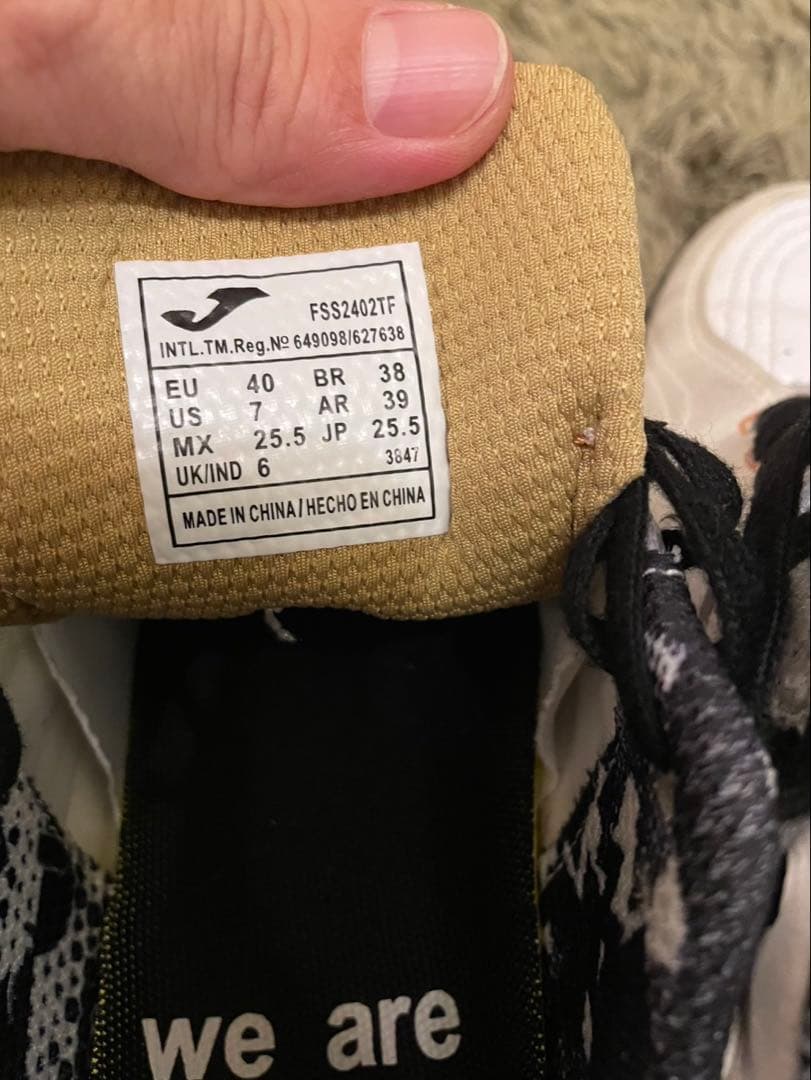 FSS2402TF
INTL.TM.Reg.Nº 649098/627638
EU 40 BR 38
US 7 AR 39
MX 25.5 JP 25.5
UK/IND 6 3847
MADE IN CHINA/HECHO EN CHINA
we are